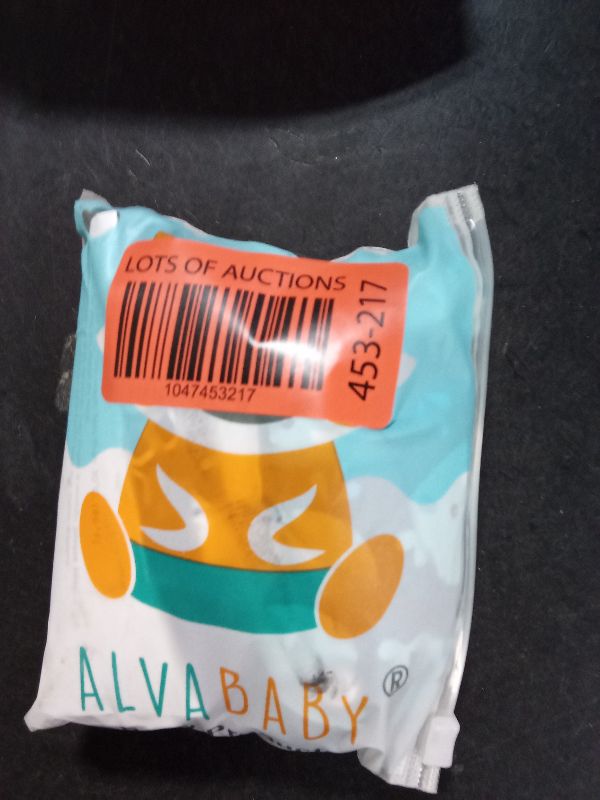 LOTS OF AUCTIONS
1047453217
453-217
ALVABABY®